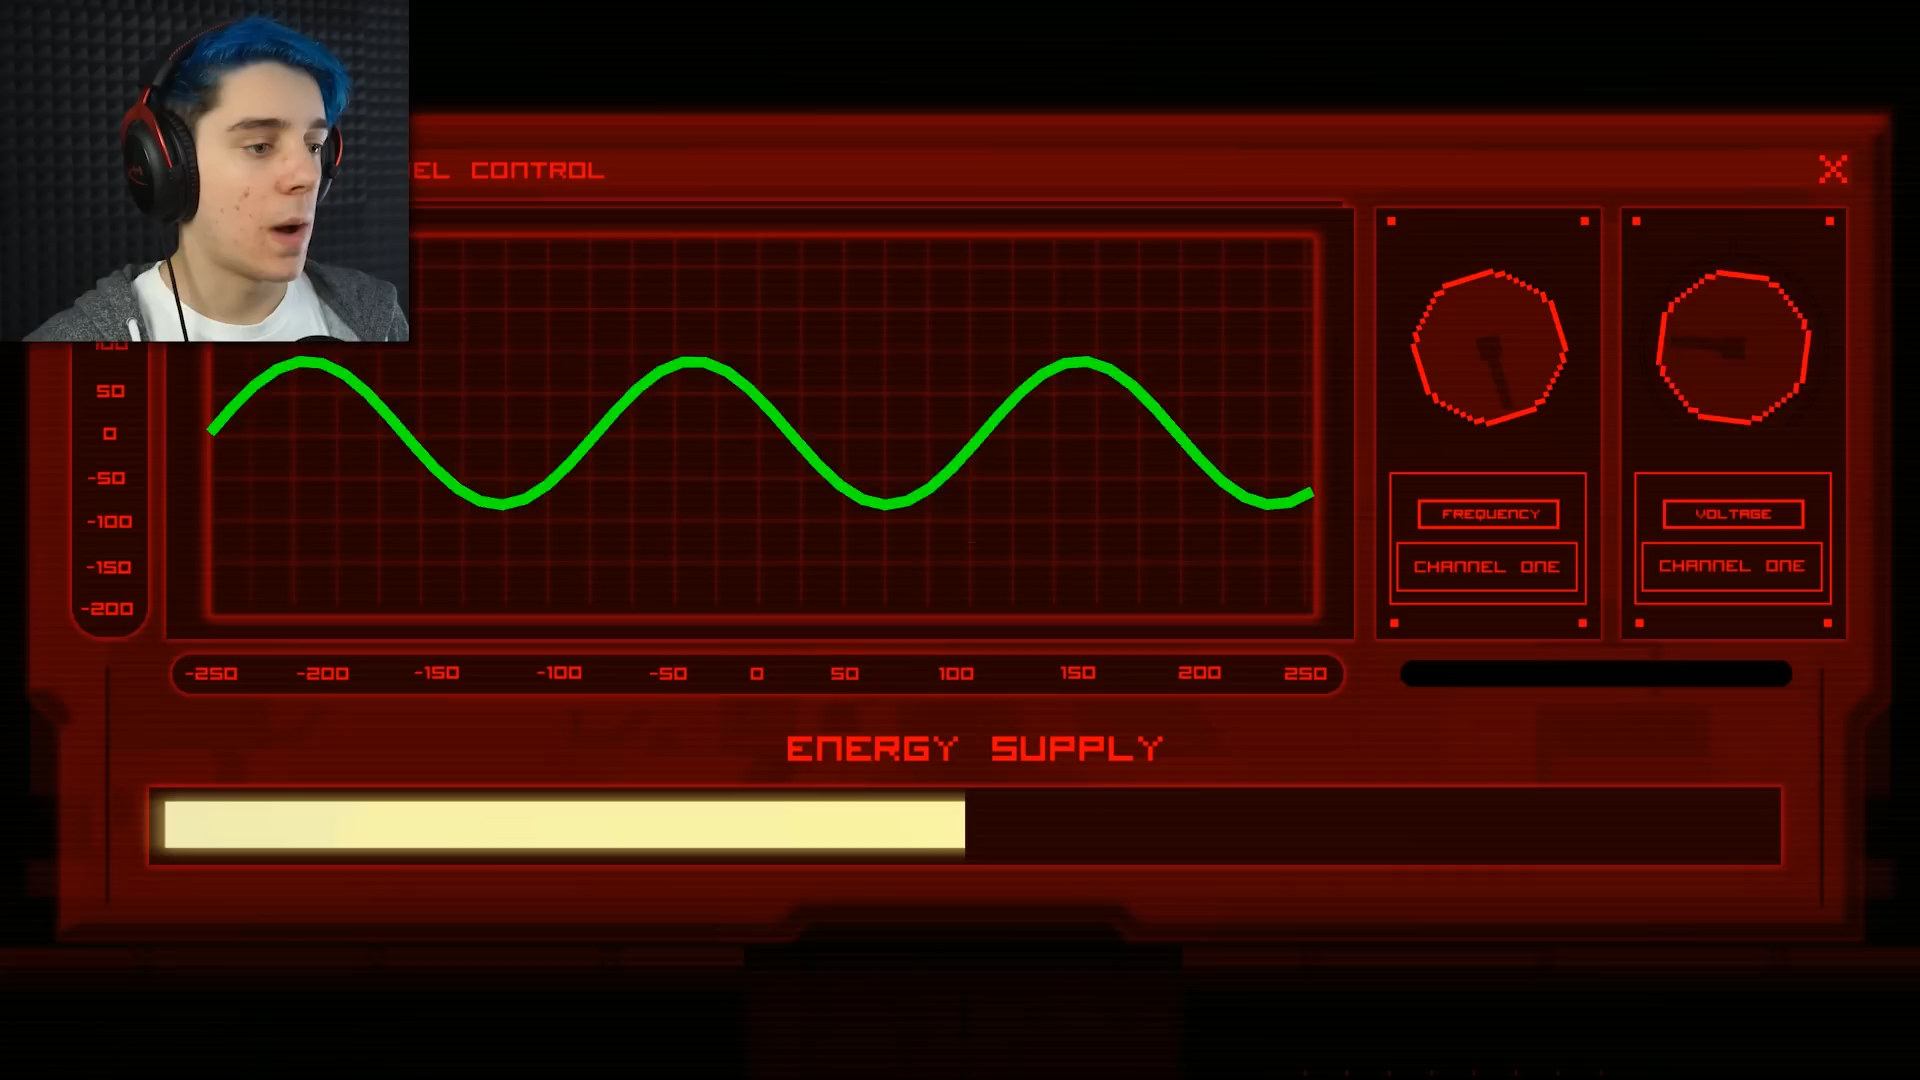 EL CONTROL
100
50
0
-50
-100
-150
-200
-250 -200 -150 -100 -50 0 50 100 150 200 250
FREQUENCY
CHANNEL ONE
VOLTAGE
CHANNEL ONE
ENERGY SUPPLY